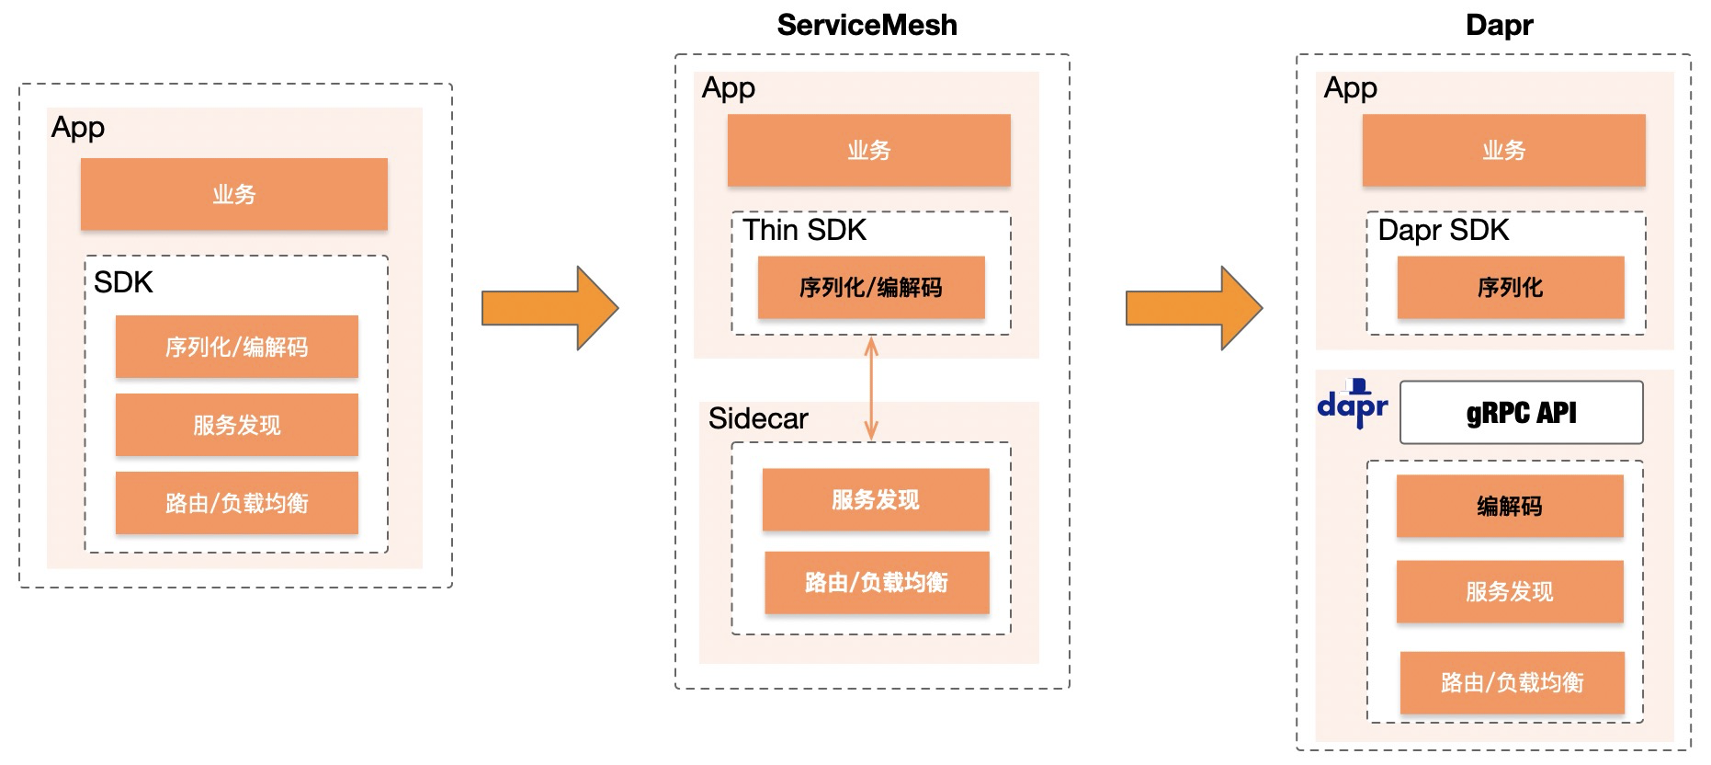 App
业务
SDK
序列化/编解码
服务发现
路由/负载均衡
ServiceMesh
App
业务
Thin SDK
序列化/编解码
Sidecar
服务发现
路由/负载均衡
Dapr
App
业务
Dapr SDK
序列化
dapr
gRPC API
编解码
服务发现
路由/负载均衡